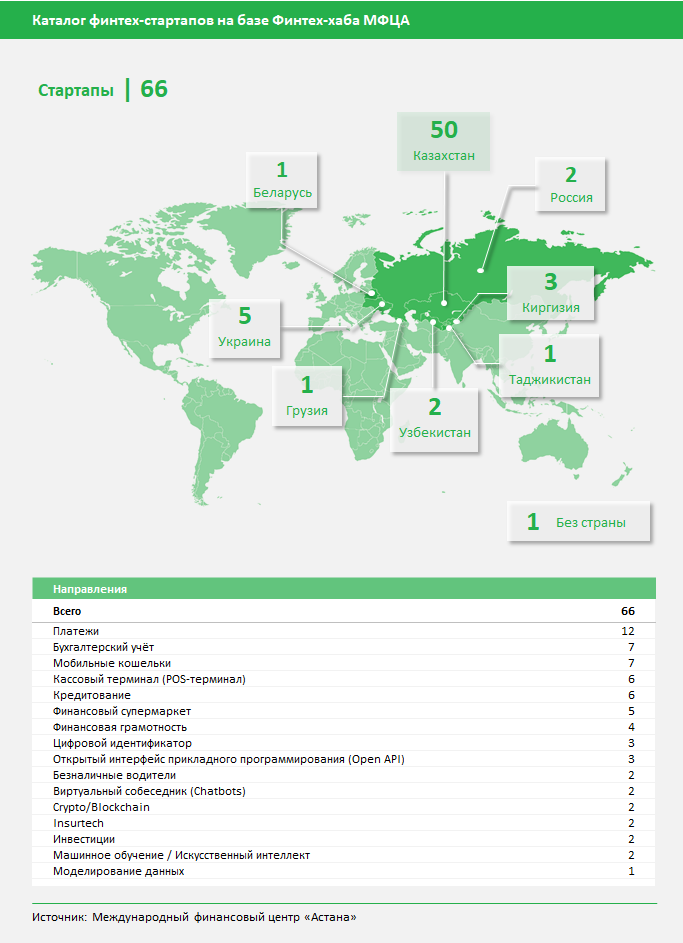 Каталог финтех-стартапов на базе Финтех-хаба МФЦА
Стартапы | 66
50
Казахстан
1
Беларусь
2
Россия
3
Киргизия
5
Украина
1
Таджикистан
1
Грузия
2
Узбекистан
1 Без страны
Направления
Всего 66
Платежи 12
Бухгалтерский учёт 7
Мобильные кошельки 7
Кассовый терминал (POS-терминал) 6
Кредитование 6
Финансовый супермаркет 5
Финансовая грамотность 4
Цифровой идентификатор 3
Открытый интерфейс прикладного программирования (Open API) 3
Безналичные водители 2
Виртуальный собеседник (Chatbots) 2
Crypto/Blockchain 2
Insurtech 2
Инвестиции 2
Машинное обучение / Искусственный интеллект 2
Моделирование данных 1
Источник: Международный финансовый центр «Астана»